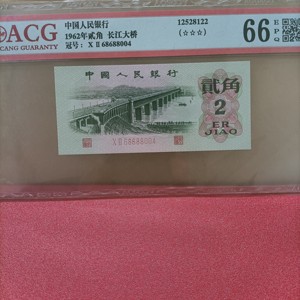 ACG
CANG GUARANTY
中国人民银行
1962年贰角 长江大桥
冠号: X II 68688004
12528122
(☆☆☆)
66 EPQ
中国人民银行
贰角
2
ER JIAO
X II 68688004